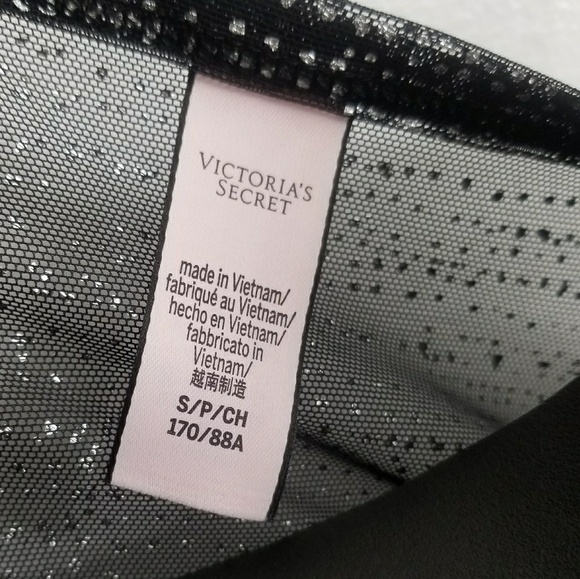 VICTORIA'S
SECRET
made in Vietnam/
fabriqué au Vietnam/
hecho en Vietnam/
fabbricato in
Vietnam/
越南制造
S/P/CH
170/88A